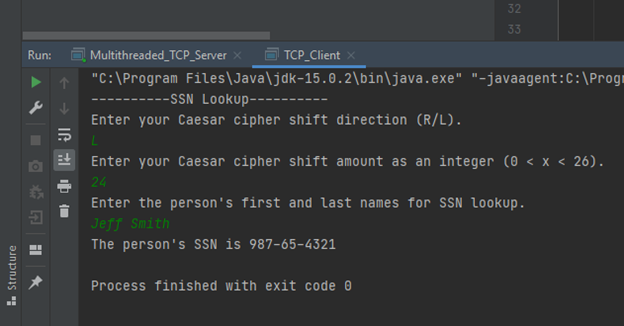 32
33
Run: Multithreaded_TCP_Server × TCP_Client ×
"C:\Program Files\Java\jdk-15.0.2\bin\java.exe" "-javaagent:C:\Prog
----------SSN Lookup----------
Enter your Caesar cipher shift direction (R/L).
L
Enter your Caesar cipher shift amount as an integer (0 < x < 26).
24
Enter the person's first and last names for SSN lookup.
Jeff Smith
The person's SSN is 987-65-4321
Process finished with exit code 0
Structure